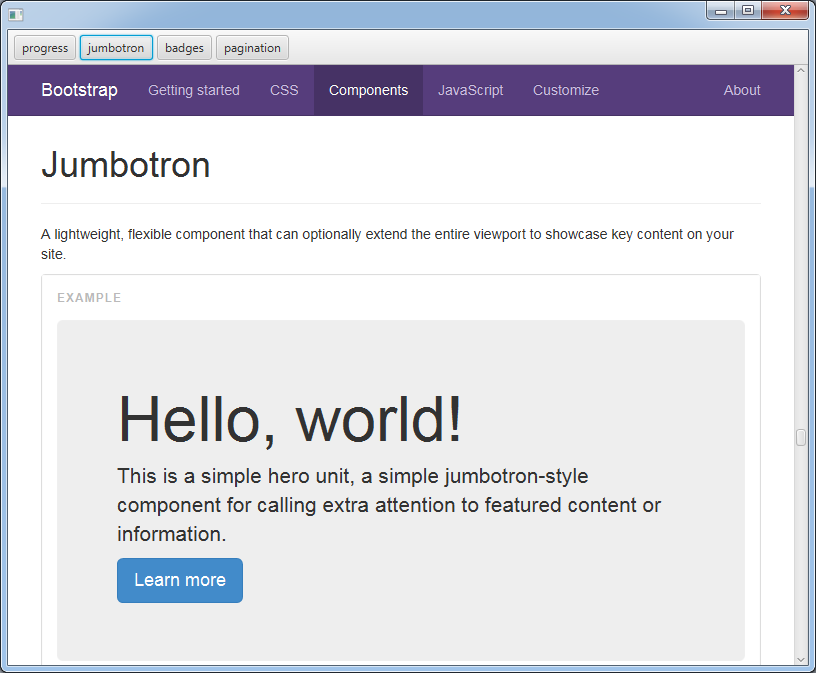 progress jumbotron badges pagination
Bootstrap Getting started CSS Components JavaScript Customize About
Jumbotron
A lightweight, flexible component that can optionally extend the entire viewport to showcase key content on your
site.
EXAMPLE
Hello, world!
This is a simple hero unit, a simple jumbotron-style
component for calling extra attention to featured content or
information.
Learn more